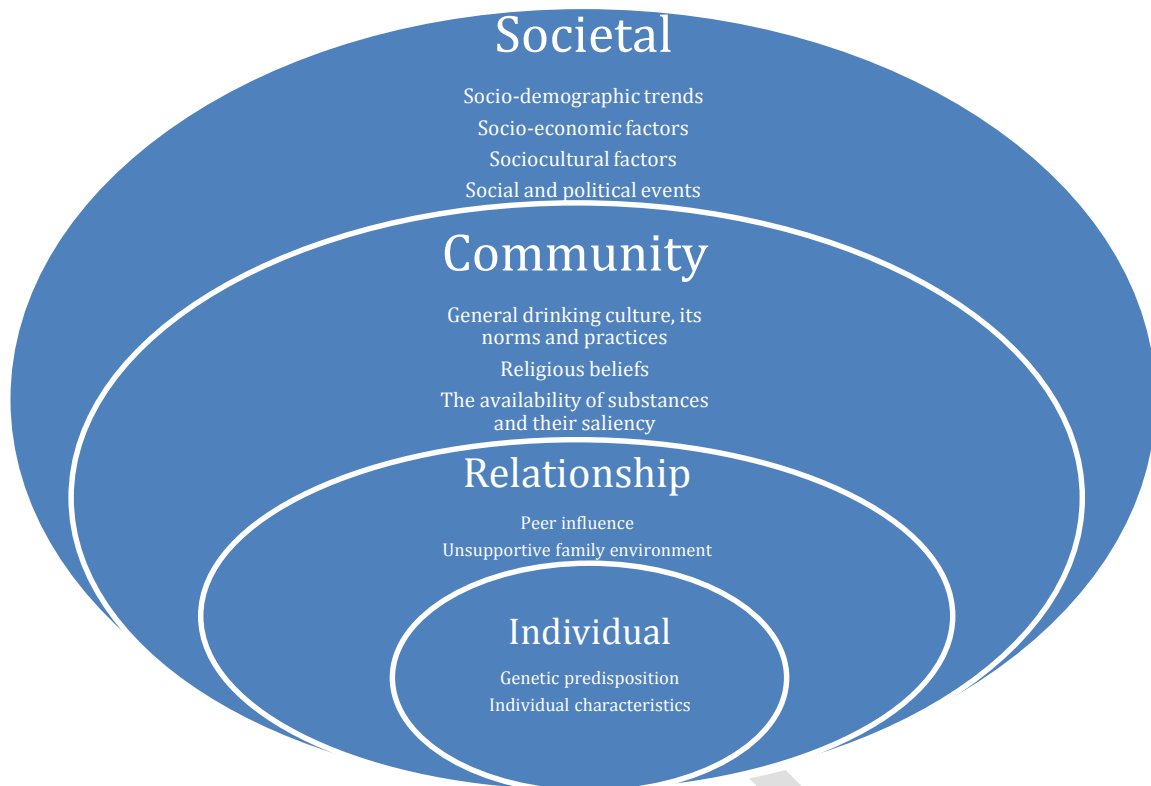 Societal
Socio-demographic trends
Socio-economic factors
Sociocultural factors
Social and political events
Community
General drinking culture, its
norms and practices
Religious beliefs
The availability of substances
and their saliency
Relationship
Peer influence
Unsupportive family environment
Individual
Genetic predisposition
Individual characteristics